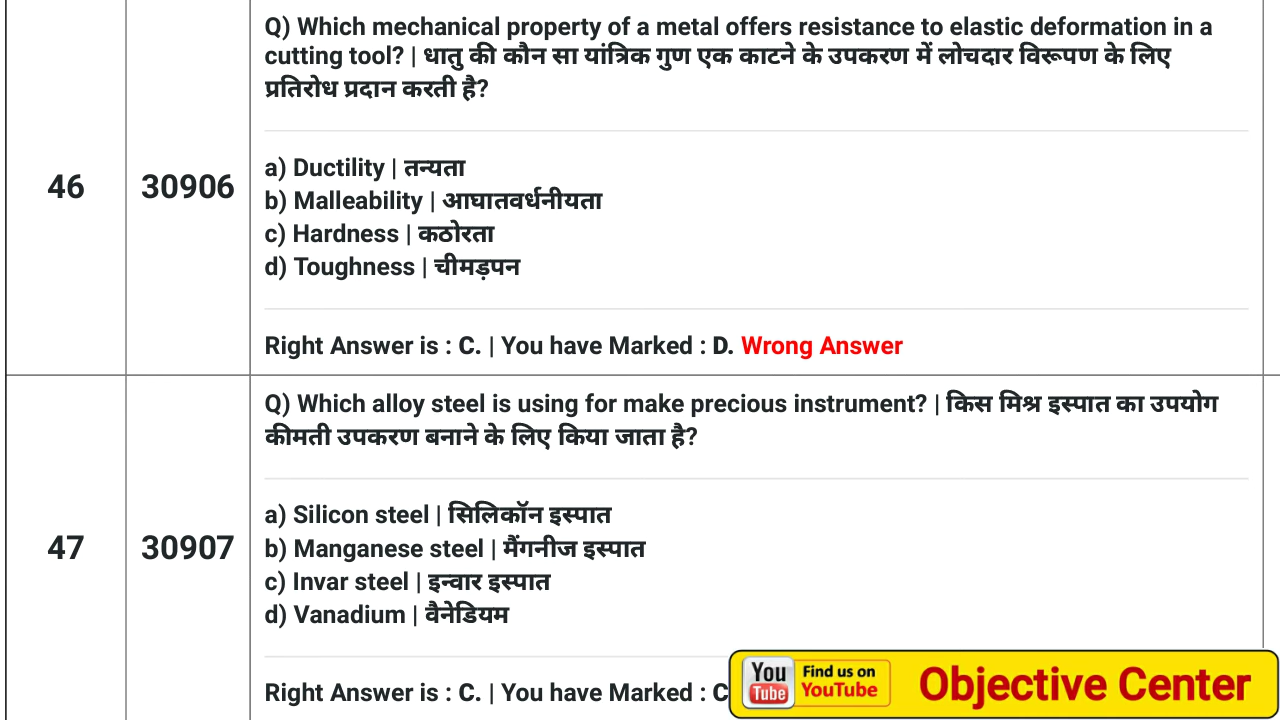 46
30906
Q) Which mechanical property of a metal offers resistance to elastic deformation in a
cutting tool? | धातु की कौन सा यांत्रिक गुण एक काटने के उपकरण में लोचदार विरूपण के लिए
प्रतिरोध प्रदान करती है?
a) Ductility | तन्यता
b) Malleability | आघातवर्धनीयता
c) Hardness | कठोरता
d) Toughness | चीमड़पन
Right Answer is : C. | You have Marked : D. Wrong Answer
47
30907
Q) Which alloy steel is using for make precious instrument? | किस मिश्र इस्पात का उपयोग
कीमती उपकरण बनाने के लिए किया जाता है?
a) Silicon steel | सिलिकॉन इस्पात
b) Manganese steel | मैंगनीज इस्पात
c) Invar steel | इन्वार इस्पात
d) Vanadium | वैनेडियम
Right Answer is : C. | You have Marked : C
You Tube
Find us on
YouTube
Objective Center